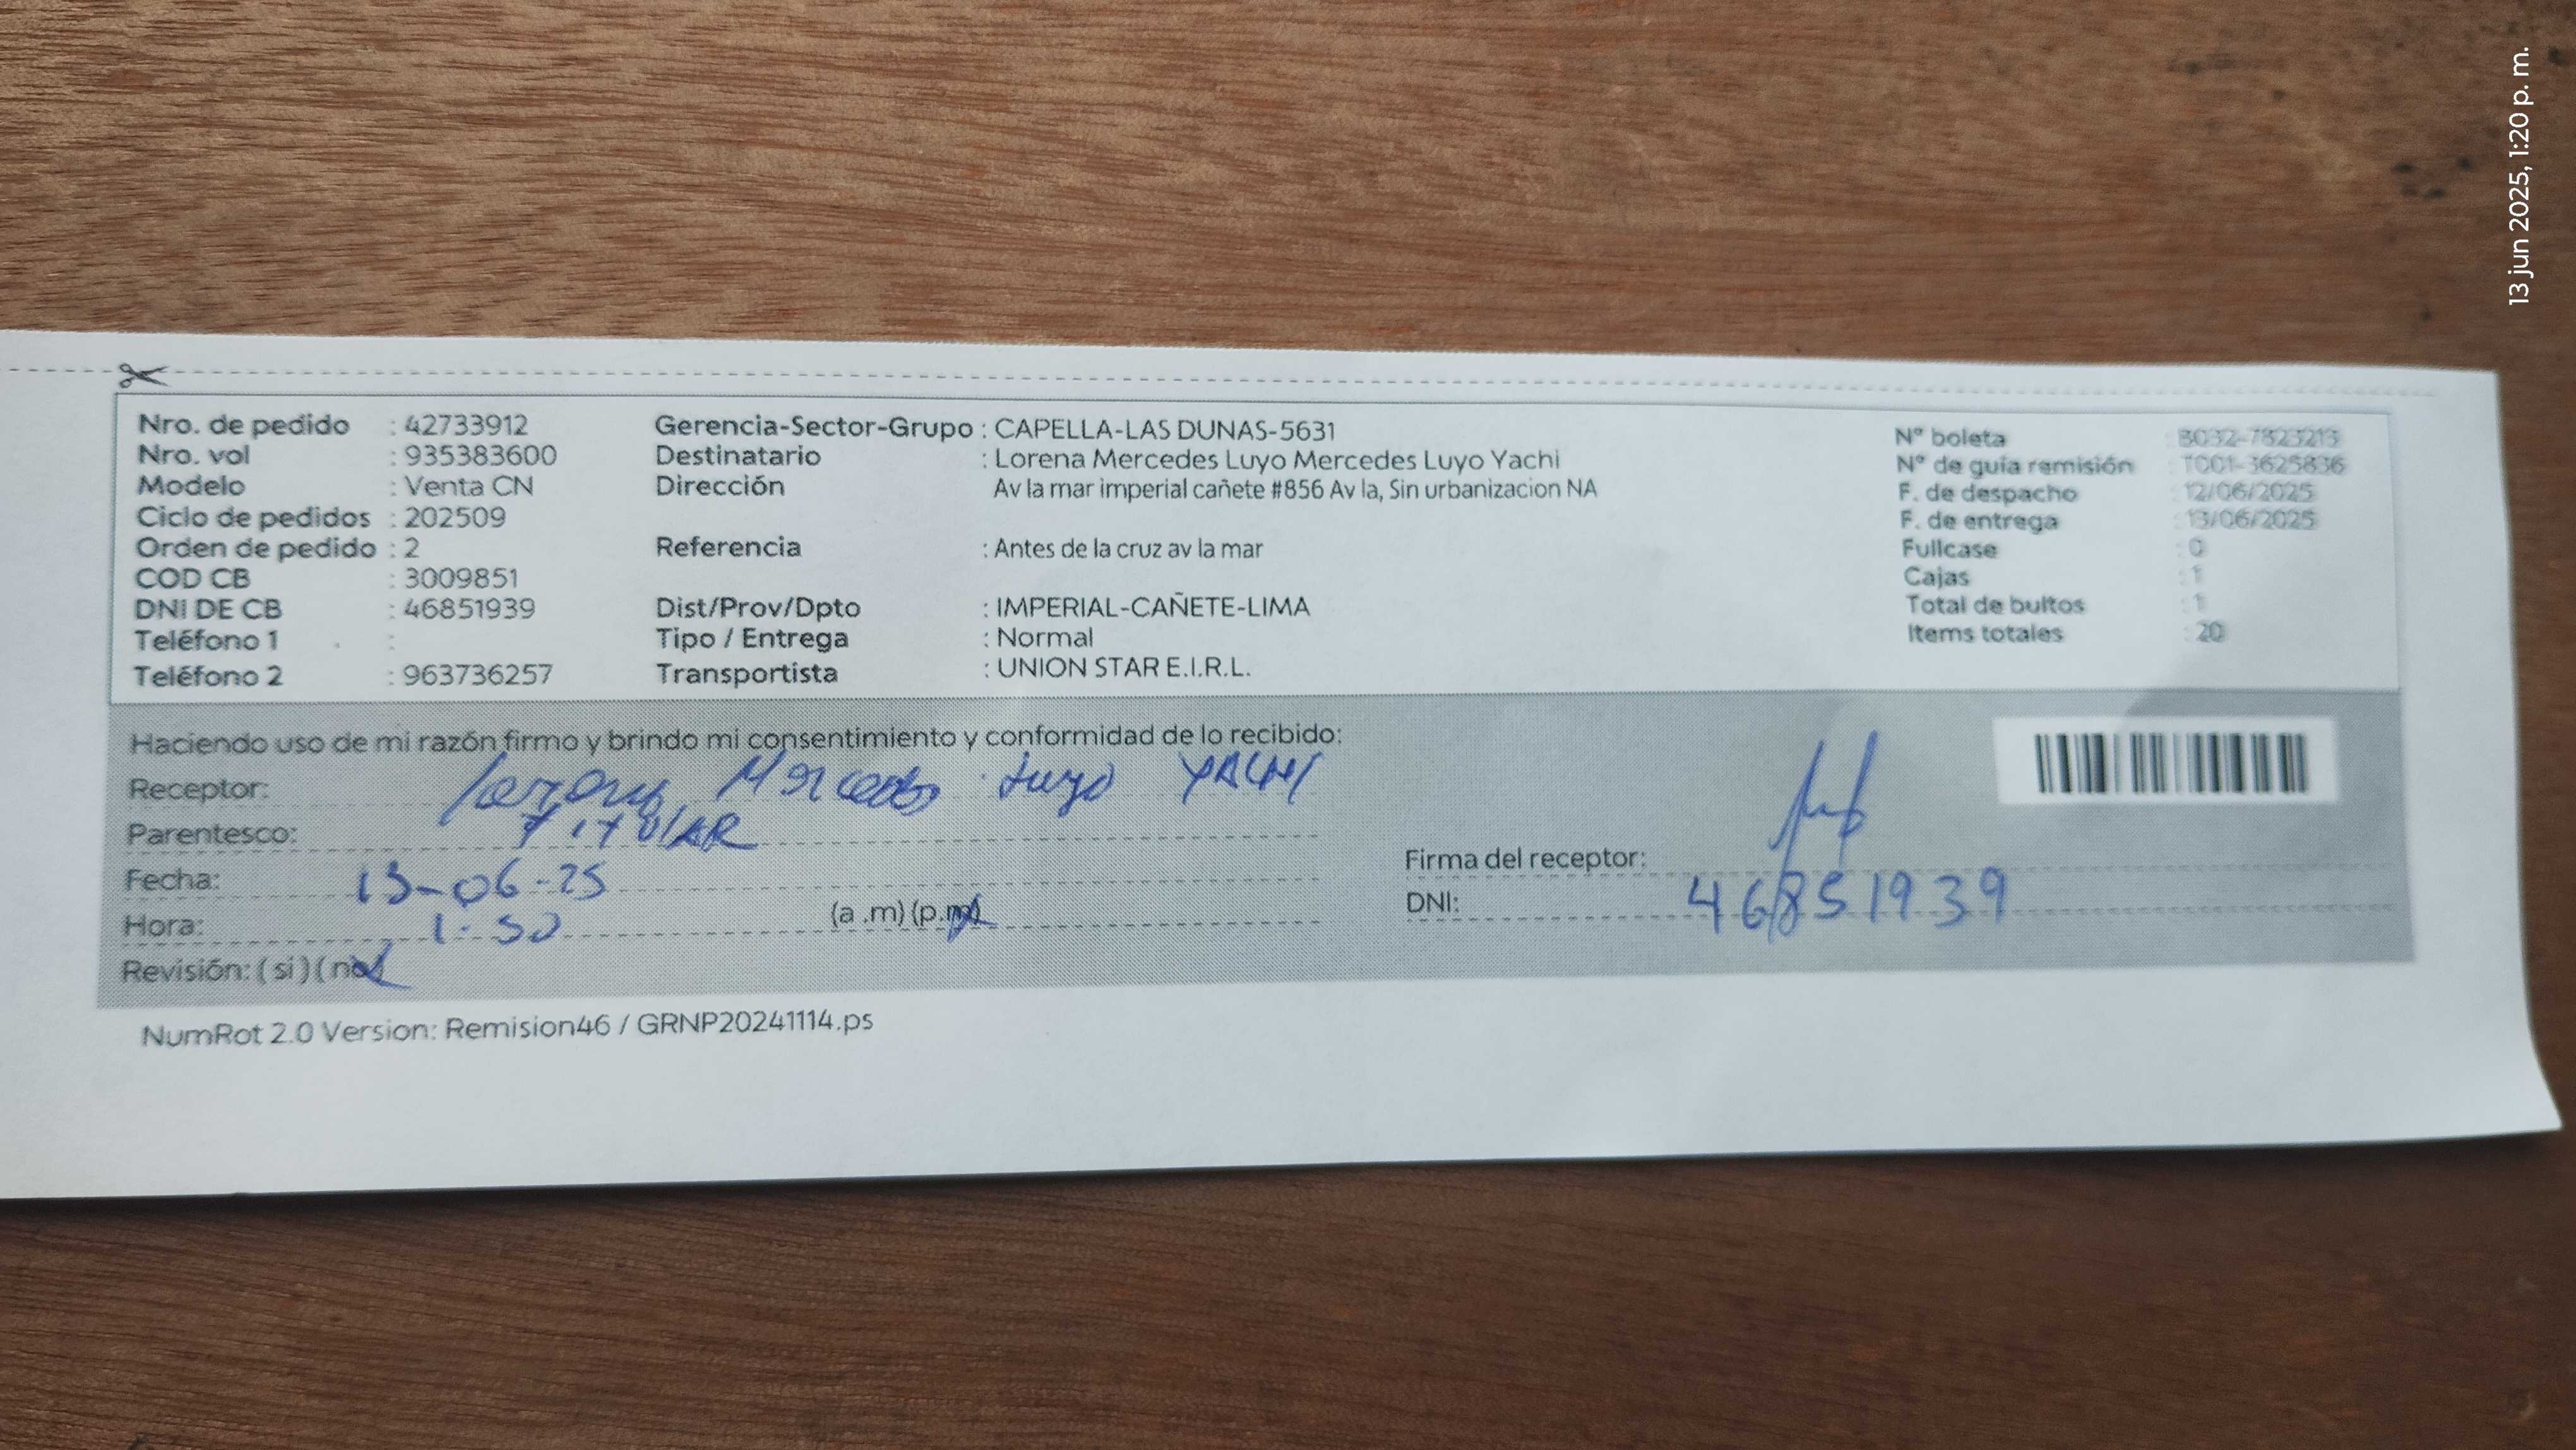 13 jun 2025, 1:20 p. m.
Nro. de pedido : 42733912
Nro. vol : 935383600
Modelo : Venta CN
Ciclo de pedidos : 202509
Orden de pedido : 2
COD CB : 3009851
DNI DE CB : 46851939
Teléfono 1 :
Teléfono 2 : 963736257
Gerencia-Sector-Grupo : CAPELLA-LAS DUNAS-5631
Destinatario : Lorena Mercedes Luyo Mercedes Luyo Yachi
Dirección Av la mar imperial cañete #856 Av la, Sin urbanizacion NA
Referencia : Antes de la cruz av la mar
Dist/Prov/Dpto : IMPERIAL-CAÑETE-LIMA
Tipo / Entrega : Normal
Transportista : UNION STAR E.I.R.L.
Nº boleta : B032-7823213
Nº de guía remisión : T001-3625836
F. de despacho : 12/06/2025
F. de entrega : 13/06/2025
Fullcase : 0
Cajas : 1
Total de bultos : 1
Items totales : 20
Haciendo uso de mi razón firmo y brindo mi consentimiento y conformidad de lo recibido:
Receptor: Lorena Mercedes Luyo YACHI
Parentesco: TITULAR
Fecha: 13-06-25
Hora: 1:30 (a .m) (p.m)
Revisión: ( si ) ( no )
Firma del receptor:
DNI: 46851939
NumRot 2.0 Version: Remision46 / GRNP20241114.ps